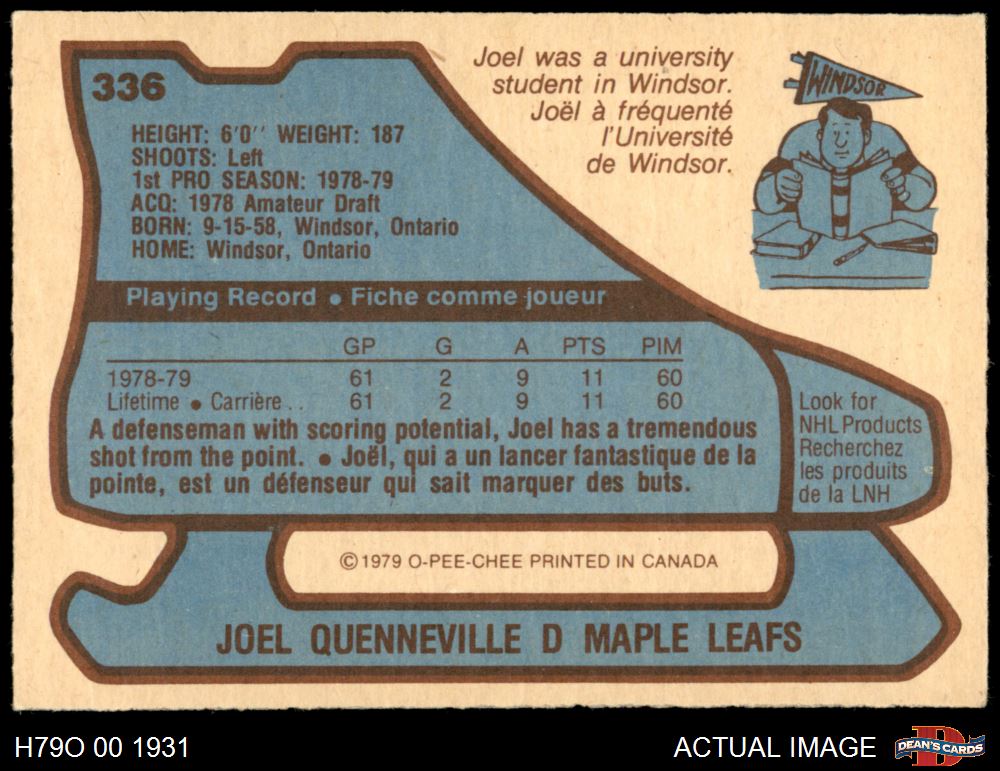 336
Joel was a university
student in Windsor.
Joël à fréquenté
l'Université
de Windsor.
WINDSOR
HEIGHT: 6'0'' WEIGHT: 187
SHOOTS: Left
1st PRO SEASON: 1978-79
ACQ: 1978 Amateur Draft
BORN: 9-15-58, Windsor, Ontario
HOME: Windsor, Ontario
Playing Record ● Fiche comme joueur
GP G A PTS PIM
1978-79 61 2 9 11 60
Lifetime ● Carrière . . 61 2 9 11 60
A defenseman with scoring potential, Joel has a tremendous
shot from the point. ● Joël, qui a un lancer fantastique de la
pointe, est un défenseur qui sait marquer des buts.
Look for
NHL Products
Recherchez
les produits
de la LNH
© 1979 O-PEE-CHEE PRINTED IN CANADA
JOEL QUENNEVILLE D MAPLE LEAFS
H79O 00 1931
ACTUAL IMAGE
D
DEAN'S CARDS